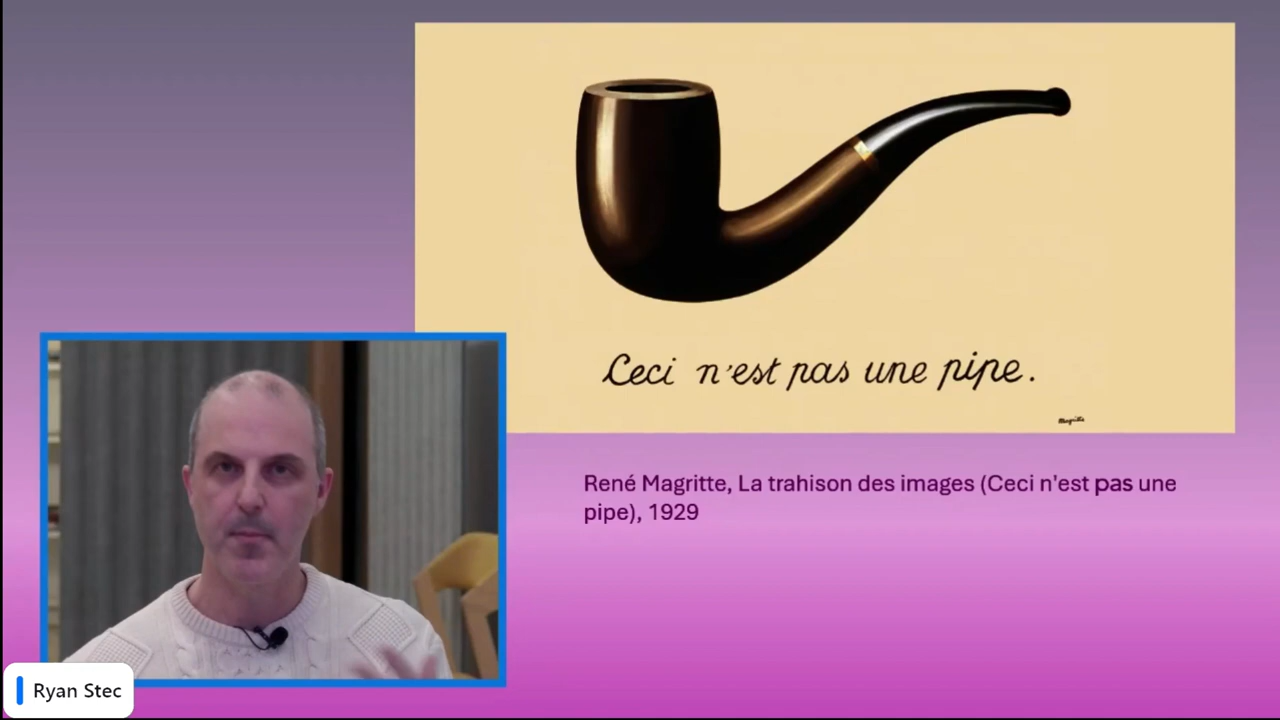 Ceci n'est pas une pipe.
Magritte
René Magritte, La trahison des images (Ceci n'est pas une
pipe), 1929
Ryan Stec